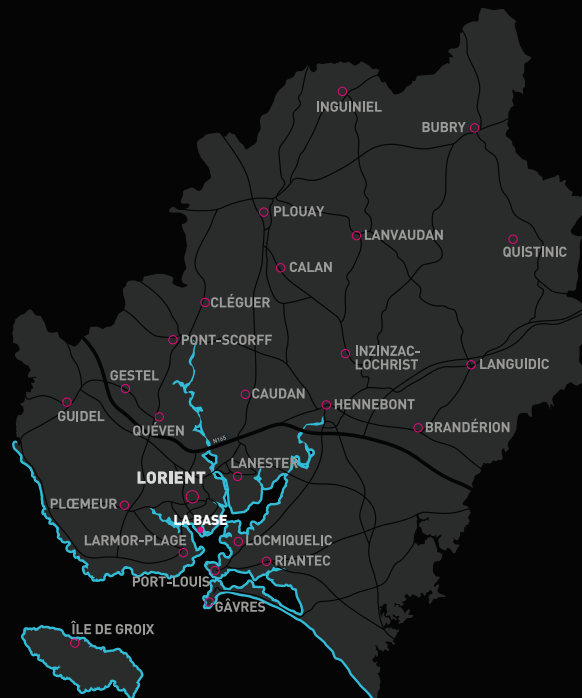 INGUINIEL
BUBRY
PLOUAY
LANVAUDAN
QUISTINIC
CALAN
CLÉGUER
PONT-SCORFF
INZINZAC-
LOCHRIST
LANGUIDIC
GESTEL
CAUDAN
HENNEBONT
GUIDEL
QUÉVEN
BRANDÉRION
N165
LANESTER
LORIENT
PLŒMEUR
LA BASE
LARMOR-PLAGE
LOCMIQUELIC
RIANTEC
PORT-LOUIS
GÂVRES
ÎLE DE GROIX